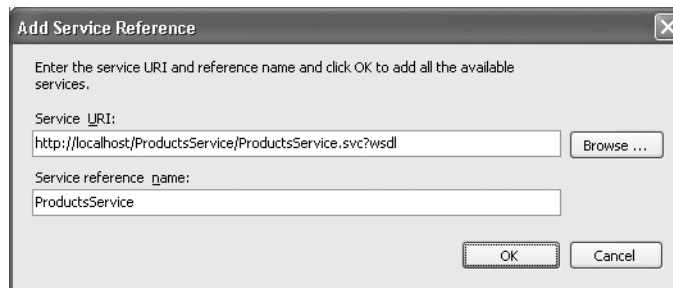 Add Service Reference
Enter the service URI and reference name and click OK to add all the available
services.
Service URI:
http://localhost/ProductsService/ProductsService.svc?wsdl
Browse ...
Service reference name:
ProductsService
OK
Cancel